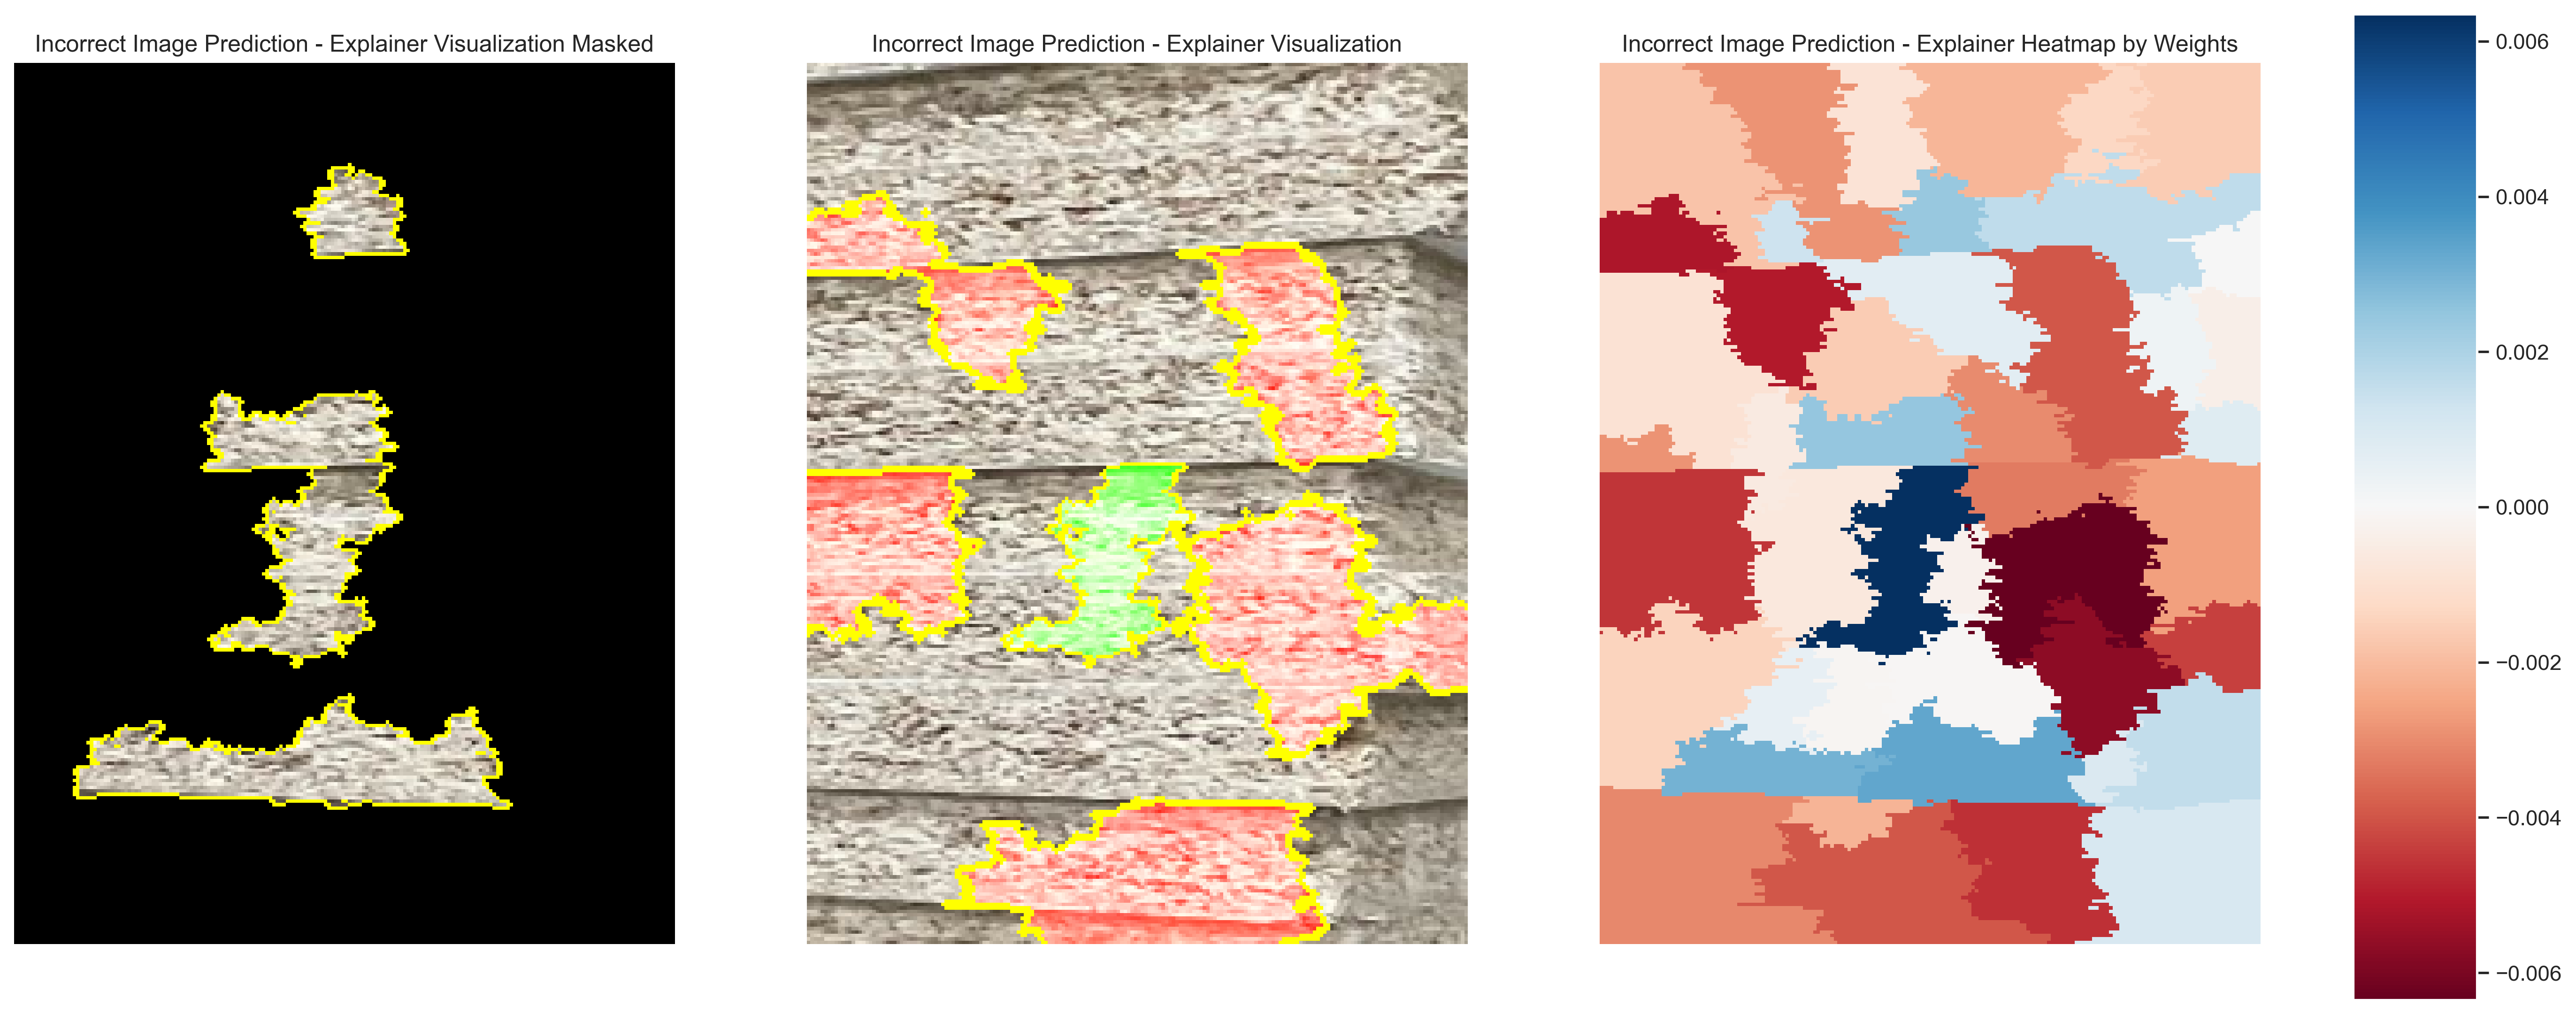 Incorrect Image Prediction - Explainer Visualization Masked
Incorrect Image Prediction - Explainer Visualization
Incorrect Image Prediction - Explainer Heatmap by Weights
0.006
0.004
0.002
0.000
−0.002
−0.004
−0.006